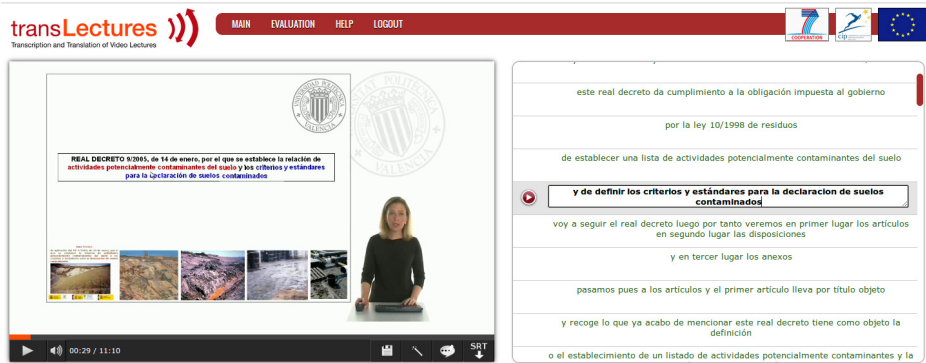 transLectures
Transcription and Translation of Video Lectures
MAIN EVALUATION HELP LOGOUT
7
COOPERATION
cip
UNIVERSIDAD POLITECNICA
VALENCIA
VALENCIA
REAL DECRETO 9/2005, de 14 de enero, por el que se establece la relación de
actividades potencialmente contaminantes del suelo y los criterios y estándares
para la declaración de suelos contaminados
00:29 / 11:10
SRT
este real decreto da cumplimiento a la obligación impuesta al gobierno
por la ley 10/1998 de residuos
de establecer una lista de actividades potencialmente contaminantes del suelo
y de definir los criterios y estándares para la declaracion de suelos
contaminados
voy a seguir el real decreto luego por tanto veremos en primer lugar los artículos
en segundo lugar las disposiciones
y en tercer lugar los anexos
pasamos pues a los artículos y el primer artículo lleva por título objeto
y recoge lo que ya acabo de mencionar este real decreto tiene como objeto la
definición
o el establecimiento de un listado de actividades potencialmente contaminantes y la